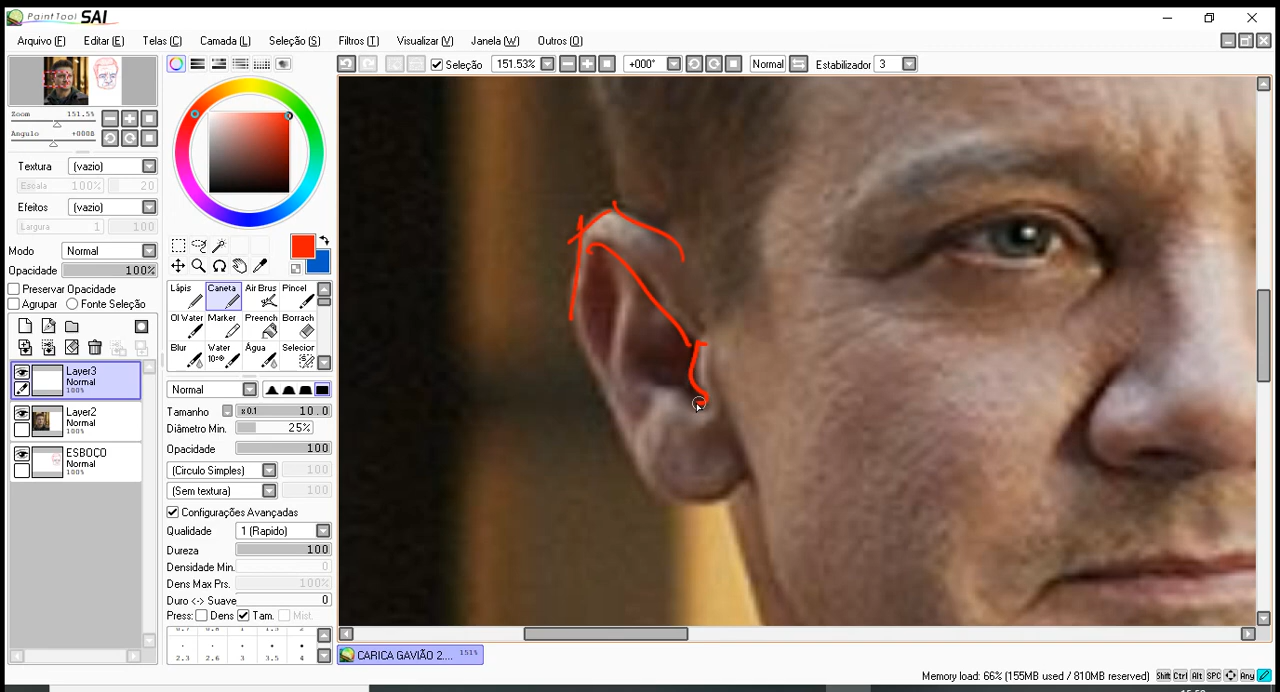 PaintTool SAI
Arquivo (F) Editar (E) Telas (C) Camada (L) Seleção (S) Filtros (T) Visualizar (V) Janela (W) Outros (O)
Seleção 151.53% +000° Normal Estabilizador 3
Zoom 151.5%
Angulo +000B
Textura (vazio)
Escala 100% 20
Efeitos (vazio)
Largura 1 100
Modo Normal
Opacidade 100%
Preservar Opacidade
Agrupar Fonte Seleção
Layer3
Normal
100%
Layer2
Normal
100%
ESBOCO
Normal
100%
Lápis Caneta Air Brus Pincel
Ol Water Marker Preench Borrach
Blur Water 10 Água Selecior
Normal
Tamanho x0.1 10.0
Diâmetro Min. 25%
Opacidade 100
(Circulo Simples) 100
(Sem textura) 100
Configurações Avançadas
Qualidade 1 (Rapido)
Dureza 100
Densidade Min. 0
Dens Max Prs. 100%
Duro <-> Suave 0
Press: Dens Tam. Mist.
2.3 2.6 3 3.5 4
CARICA GAVIÃO 2.... 151%
Memory load: 66% (155MB used / 810MB reserved) Shift Ctrl Alt SPC Any